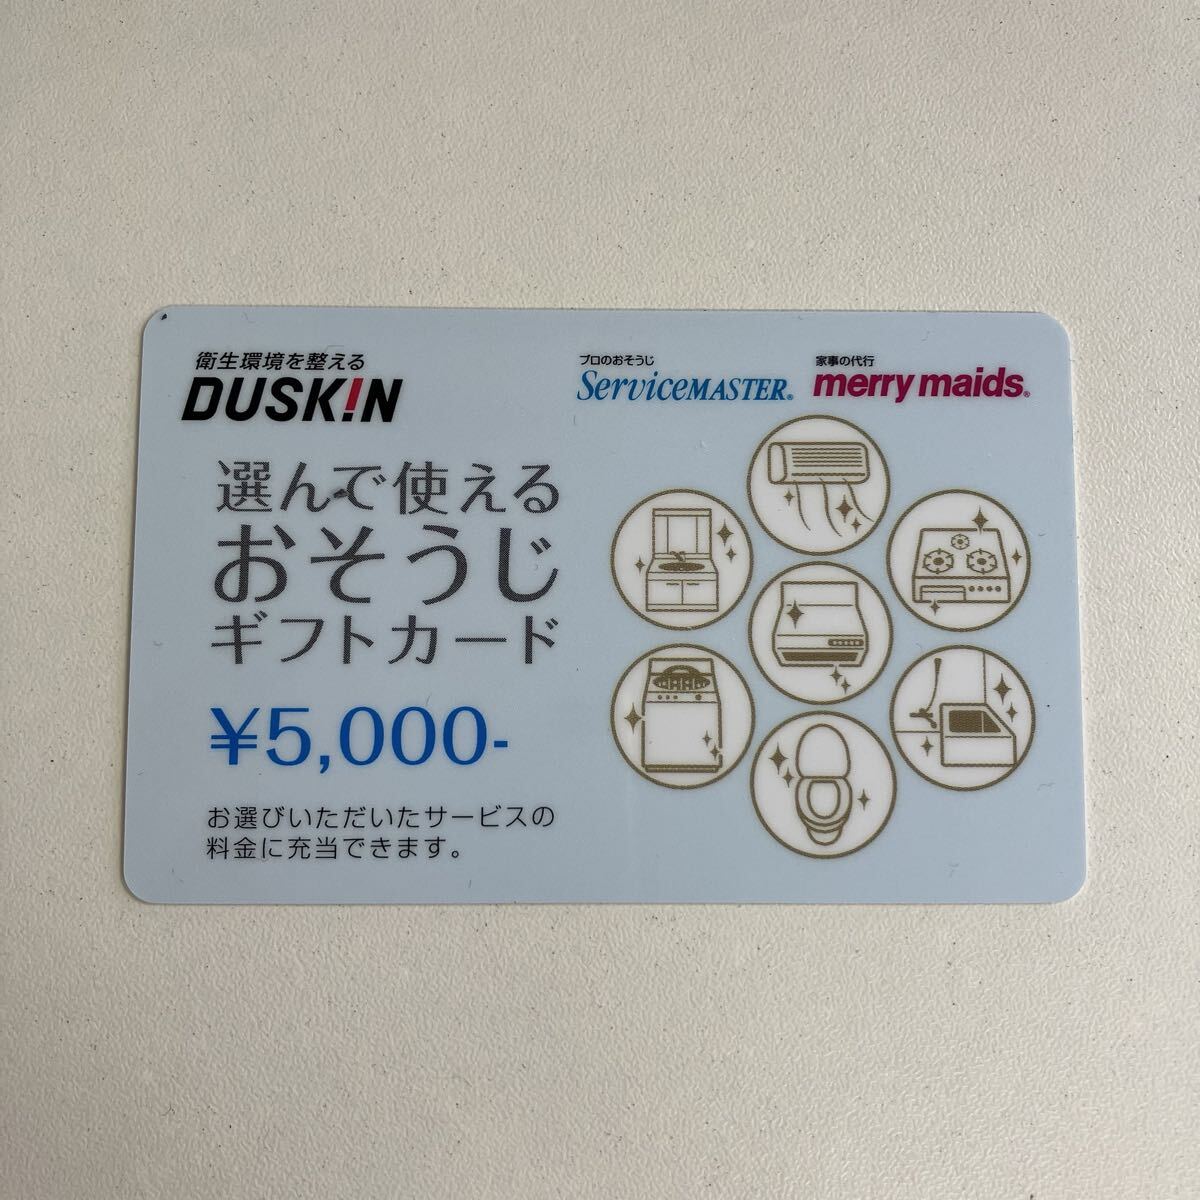 衛生環境を整える
DUSK!N
プロのおそうじ
ServiceMASTER®
家事の代行
merry maids®
選んで使える
おそうじ
ギフトカード
¥5,000-
お選びいただいたサービスの
料金に充当できます。